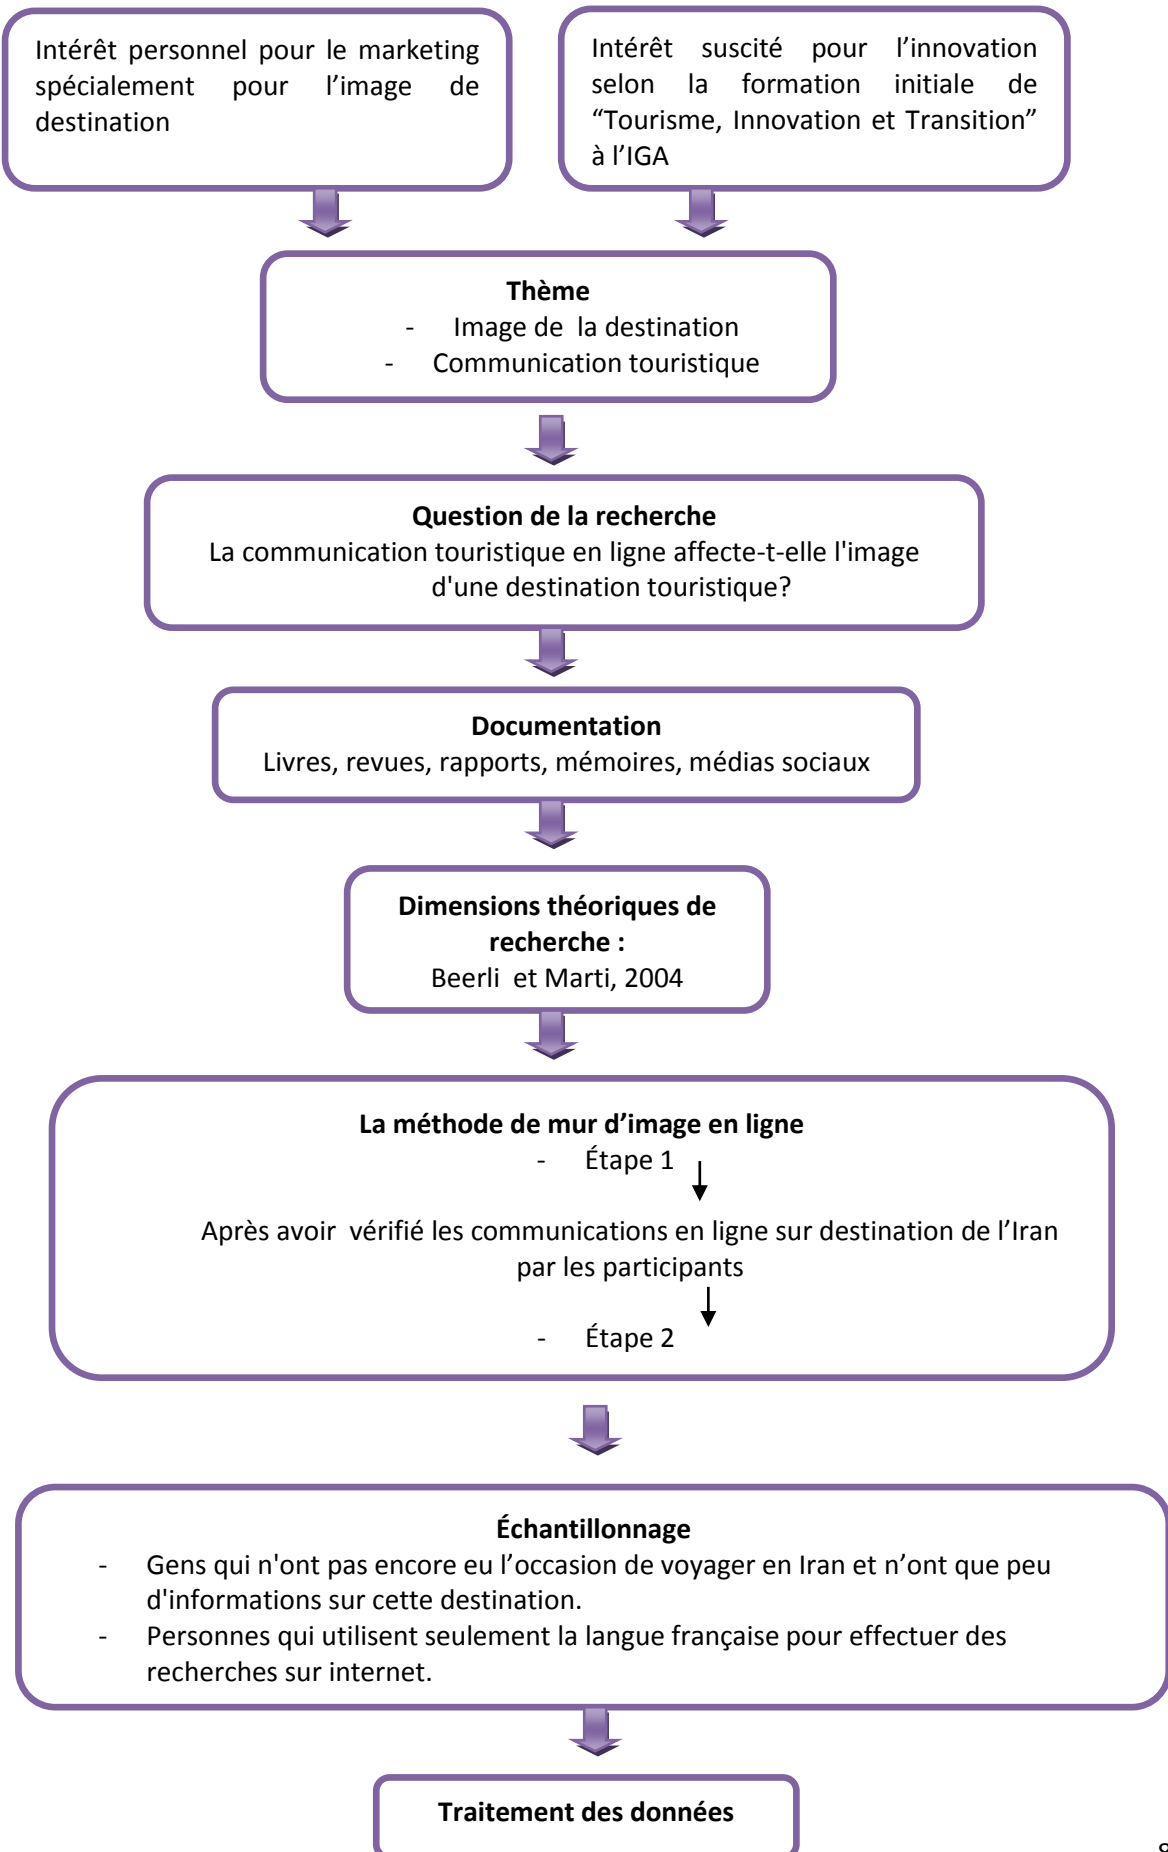 Intérêt personnel pour le marketing
spécialement pour l’image de
destination
Intérêt suscité pour l’innovation
selon la formation initiale de
“Tourisme, Innovation et Transition”
à l’IGA
Thème
- Image de la destination
- Communication touristique
Question de la recherche
La communication touristique en ligne affecte-t-elle l'image
d'une destination touristique?
Documentation
Livres, revues, rapports, mémoires, médias sociaux
Dimensions théoriques de
recherche :
Beerli et Marti, 2004
La méthode de mur d’image en ligne
- Étape 1
Après avoir vérifié les communications en ligne sur destination de l’Iran
par les participants
- Étape 2
Échantillonnage
- Gens qui n'ont pas encore eu l’occasion de voyager en Iran et n’ont que peu
d'informations sur cette destination.
- Personnes qui utilisent seulement la langue française pour effectuer des
recherches sur internet.
Traitement des données